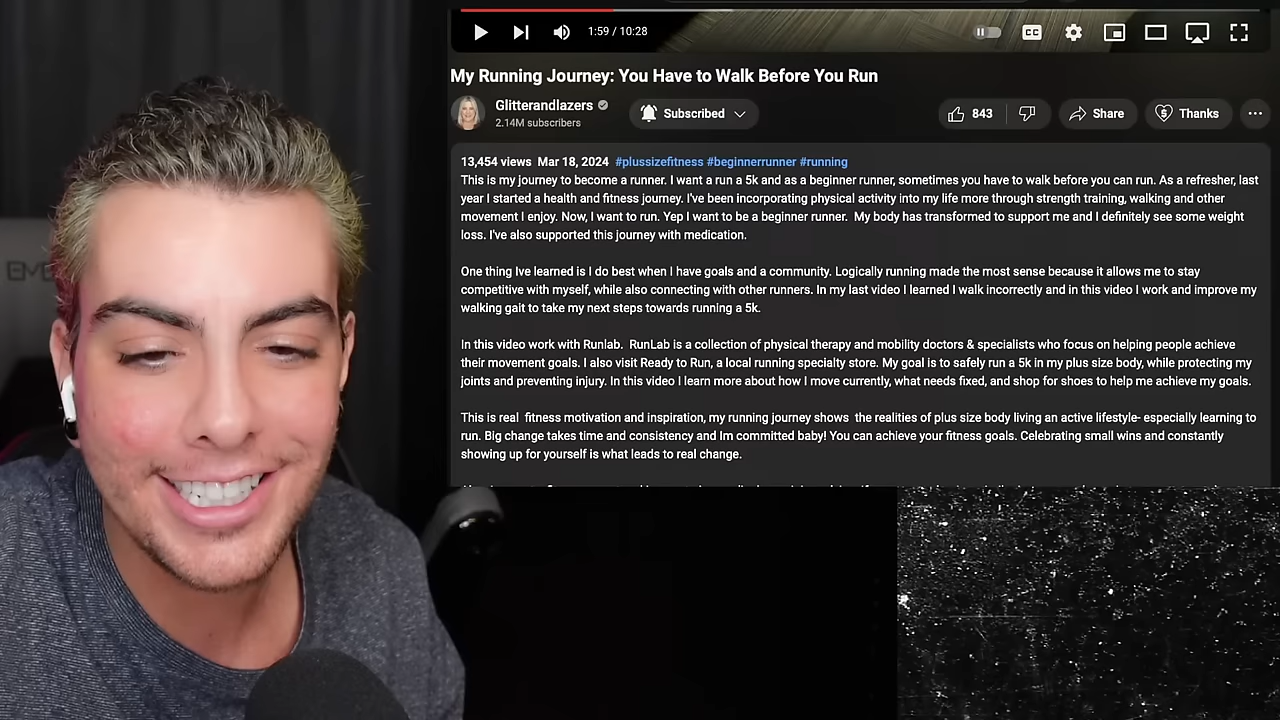 1:59 / 10:28
CC
My Running Journey: You Have to Walk Before You Run
Glitterandlazers
2.14M subscribers
Subscribed
843
Share
Thanks
13,454 views Mar 18, 2024 #plussizefitness #beginnerrunner #running
This is my journey to become a runner. I want a run a 5k and as a beginner runner, sometimes you have to walk before you can run. As a refresher, last
year I started a health and fitness journey. I've been incorporating physical activity into my life more through strength training, walking and other
movement I enjoy. Now, I want to run. Yep I want to be a beginner runner. My body has transformed to support me and I definitely see some weight
loss. I've also supported this journey with medication.
One thing Ive learned is I do best when I have goals and a community. Logically running made the most sense because it allows me to stay
competitive with myself, while also connecting with other runners. In my last video I learned I walk incorrectly and in this video I work and improve my
walking gait to take my next steps towards running a 5k.
In this video work with Runlab. RunLab is a collection of physical therapy and mobility doctors & specialists who focus on helping people achieve
their movement goals. I also visit Ready to Run, a local running specialty store. My goal is to safely run a 5k in my plus size body, while protecting my
joints and preventing injury. In this video I learn more about how I move currently, what needs fixed, and shop for shoes to help me achieve my goals.
This is real fitness motivation and inspiration, my running journey shows the realities of plus size body living an active lifestyle- especially learning to
run. Big change takes time and consistency and Im committed baby! You can achieve your fitness goals. Celebrating small wins and constantly
showing up for yourself is what leads to real change.